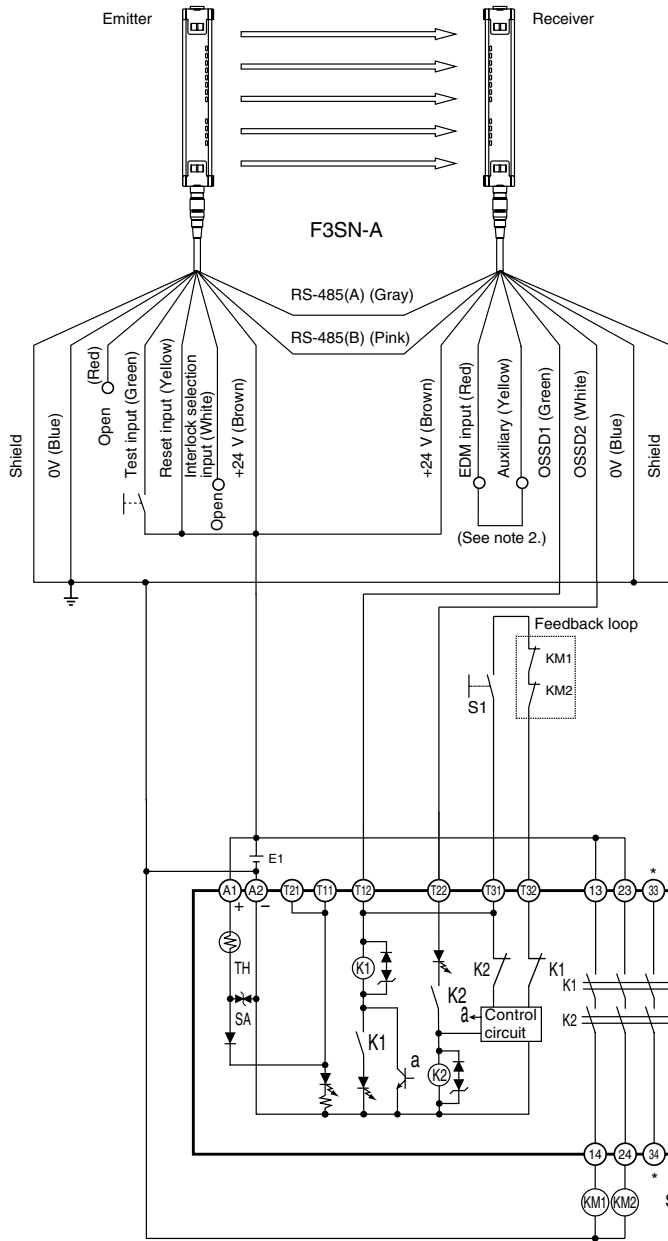 Emitter
Receiver
F3SN-A
RS-485(A) (Gray)
RS-485(B) (Pink)
Shield
0V (Blue)
Open
(Red)
Test input (Green)
Reset input (Yellow)
Interlock selection
input (White)
Open
+24 V (Brown)
+24 V (Brown)
EDM input (Red)
Auxiliary (Yellow)
OSSD1 (Green)
OSSD2 (White)
0V (Blue)
Shield
(See note 2.)
Feedback loop
KM1
KM2
S1
E1
A1
A2
T21
T11
T12
T22
T31
T32
13
23
33
*
+
−
TH
SA
K1
K1
a
K2
K2
K2
K1
a
Control
circuit
K1
K2
14
24
34
*
KM1
KM2